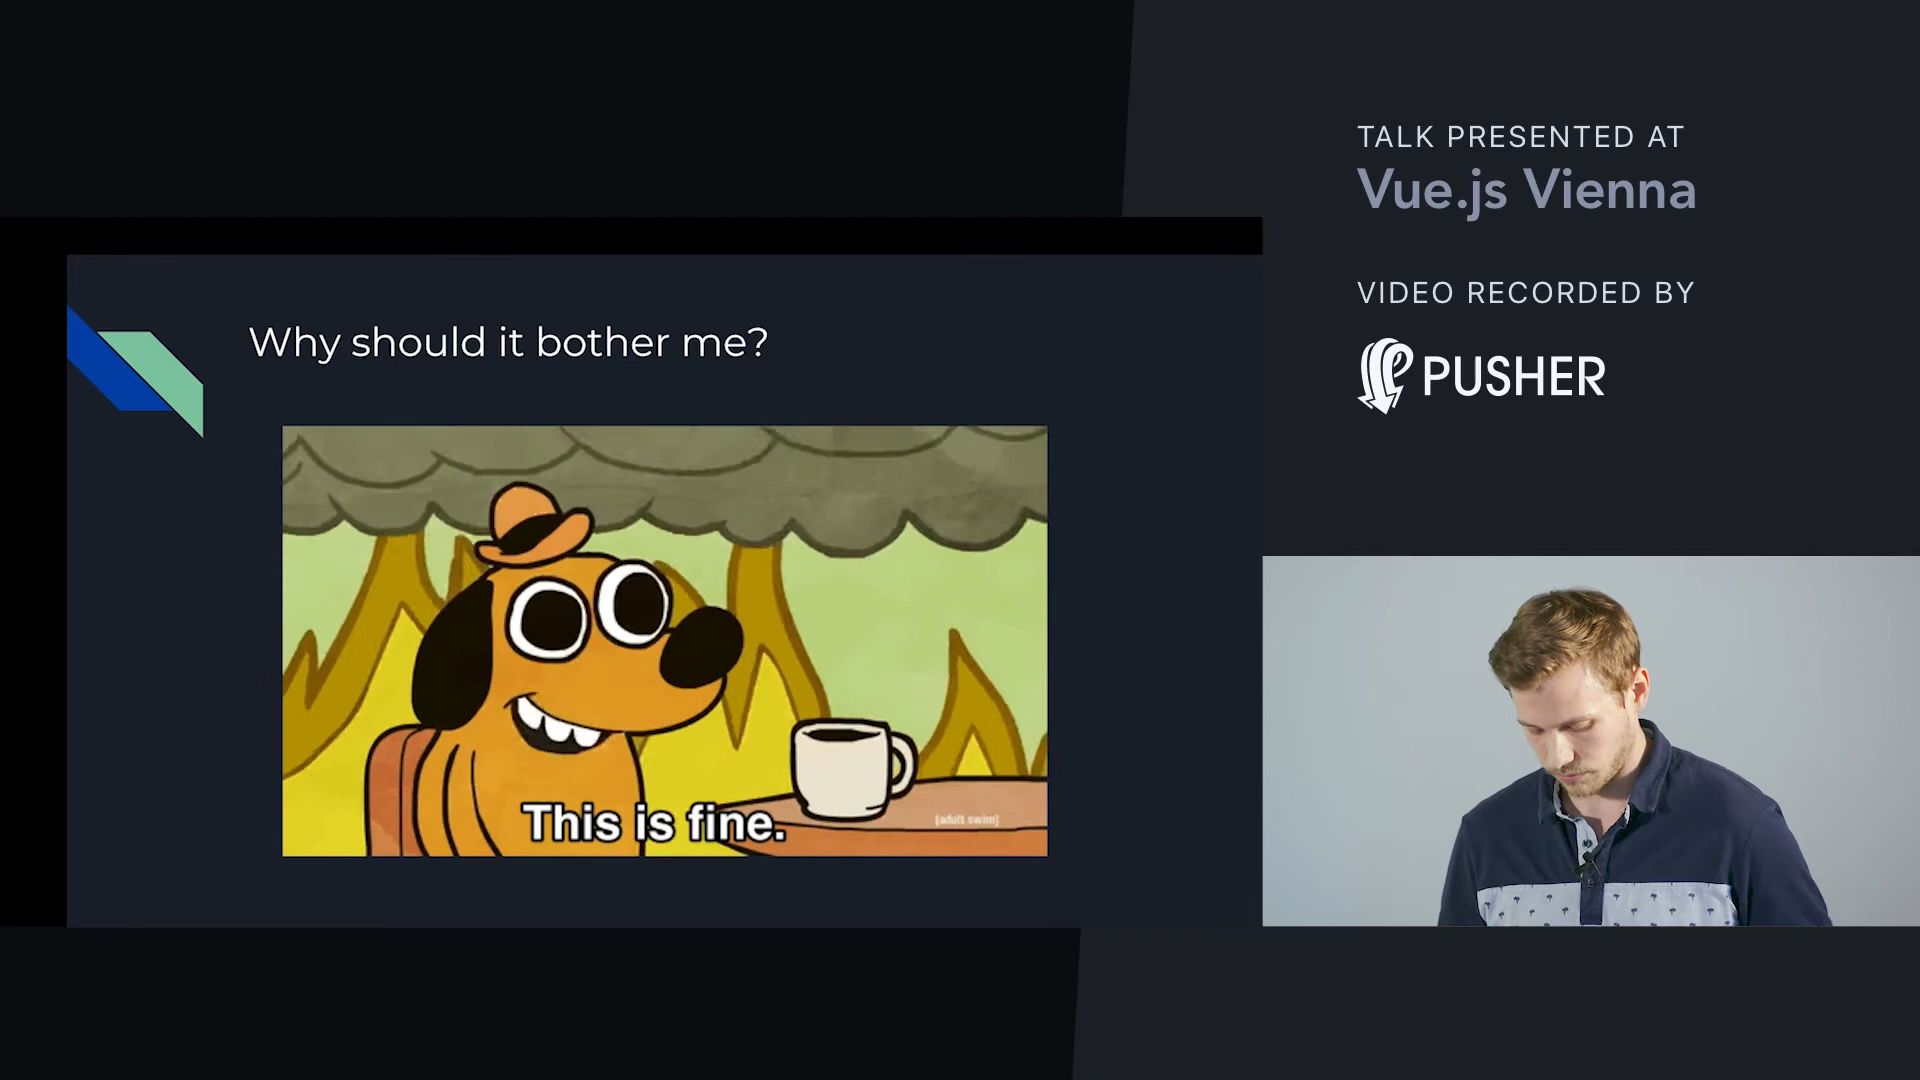 TALK PRESENTED AT
Vue.js Vienna
VIDEO RECORDED BY
PUSHER
Why should it bother me?
This is fine.
[adult swim]